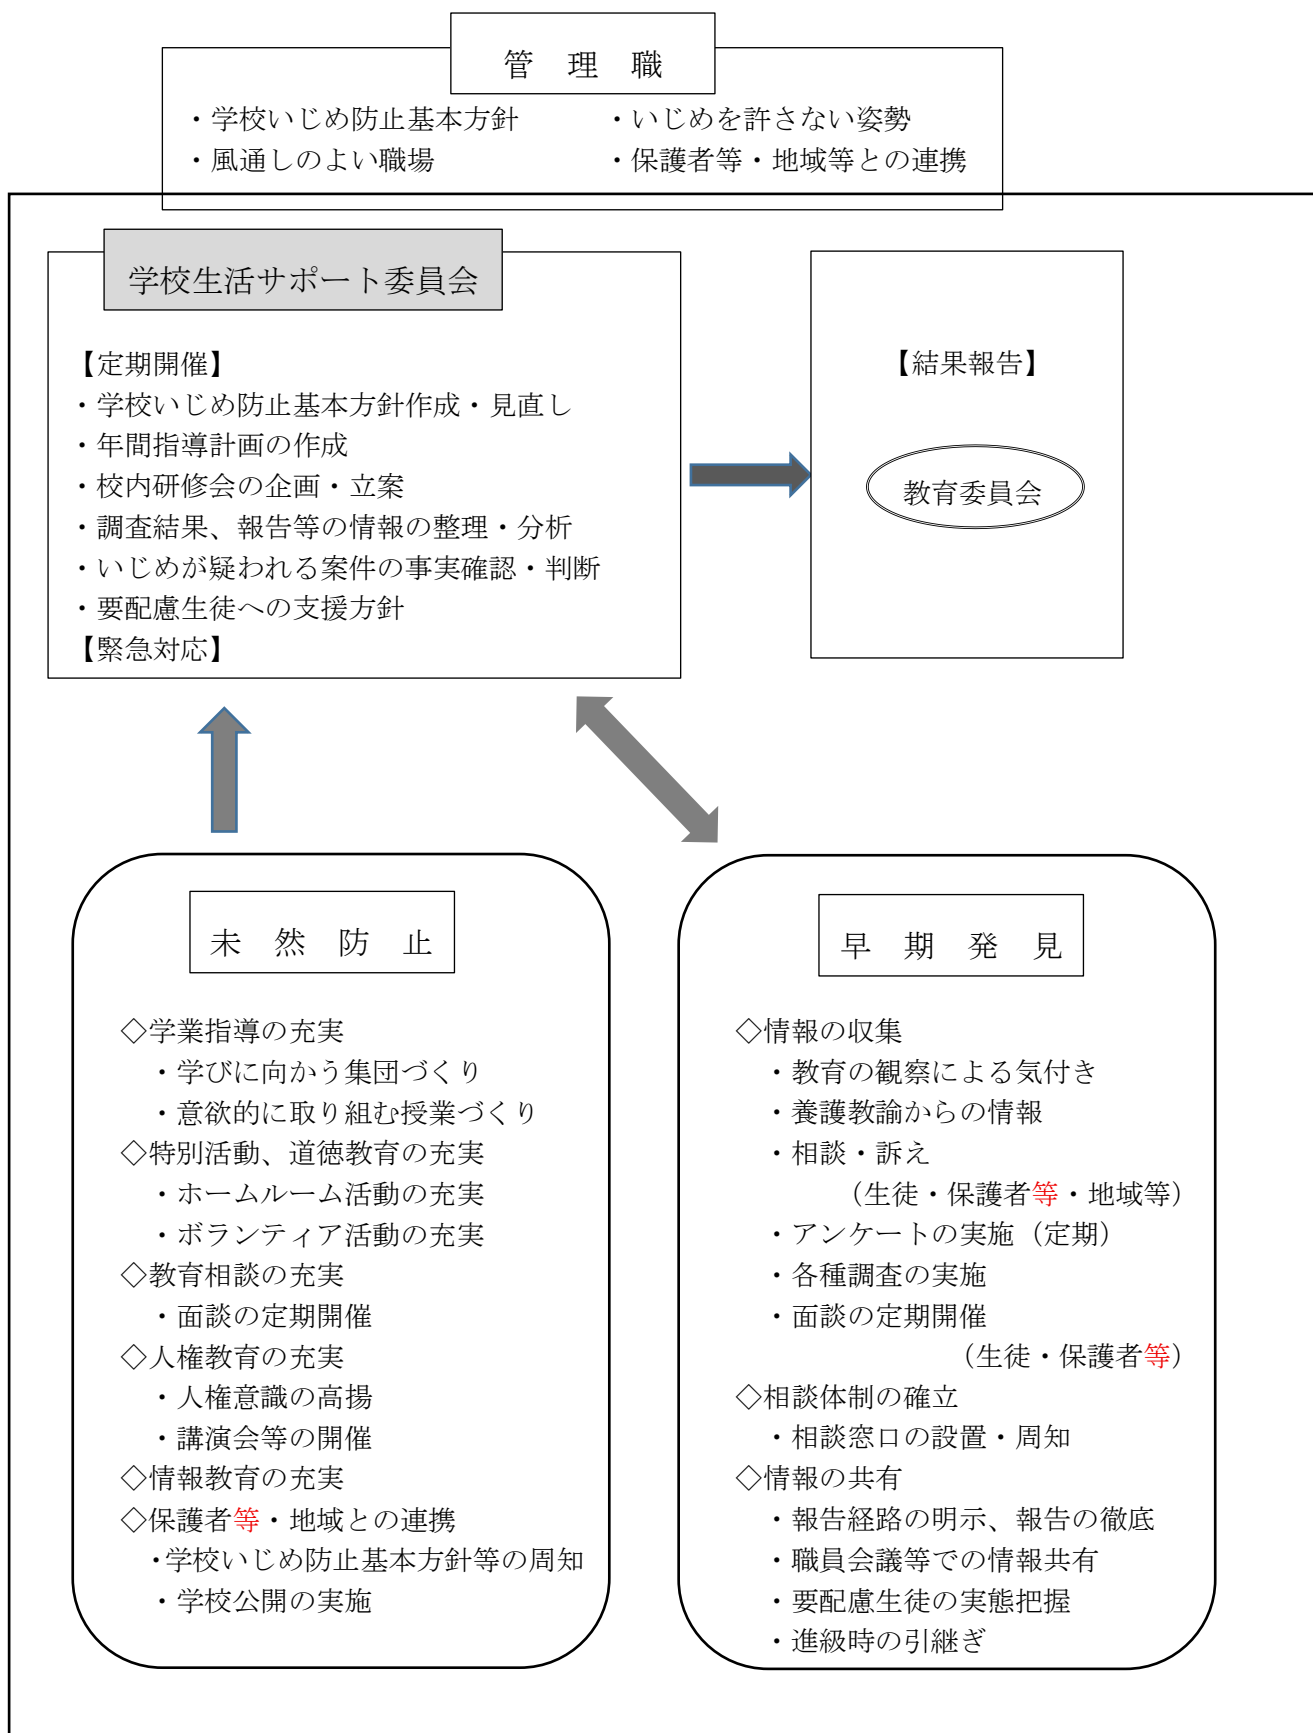 管　理　職
・学校いじめ防止基本方針　　・いじめを許さない姿勢
・風通しのよい職場　　・保護者等・地域等との連携
学校生活サポート委員会
【定期開催】
・学校いじめ防止基本方針作成・見直し
・年間指導計画の作成
・校内研修会の企画・立案
・調査結果、報告等の情報の整理・分析
・いじめが疑われる案件の事実確認・判断
・要配慮生徒への支援方針
【緊急対応】
【結果報告】
教育委員会
未　然　防　止
◇学業指導の充実
・学びに向かう集団づくり
・意欲的に取り組む授業づくり
◇特別活動、道徳教育の充実
・ホームルーム活動の充実
・ボランティア活動の充実
◇教育相談の充実
・面談の定期開催
◇人権教育の充実
・人権意識の高揚
・講演会等の開催
◇情報教育の充実
◇保護者等・地域との連携
・学校いじめ防止基本方針等の周知
・学校公開の実施
早　期　発　見
◇情報の収集
・教育の観察による気付き
・養護教諭からの情報
・相談・訴え
（生徒・保護者等・地域等）
・アンケートの実施（定期）
・各種調査の実施
・面談の定期開催
（生徒・保護者等）
◇相談体制の確立
・相談窓口の設置・周知
◇情報の共有
・報告経路の明示、報告の徹底
・職員会議等での情報共有
・要配慮生徒の実態把握
・進級時の引継ぎ